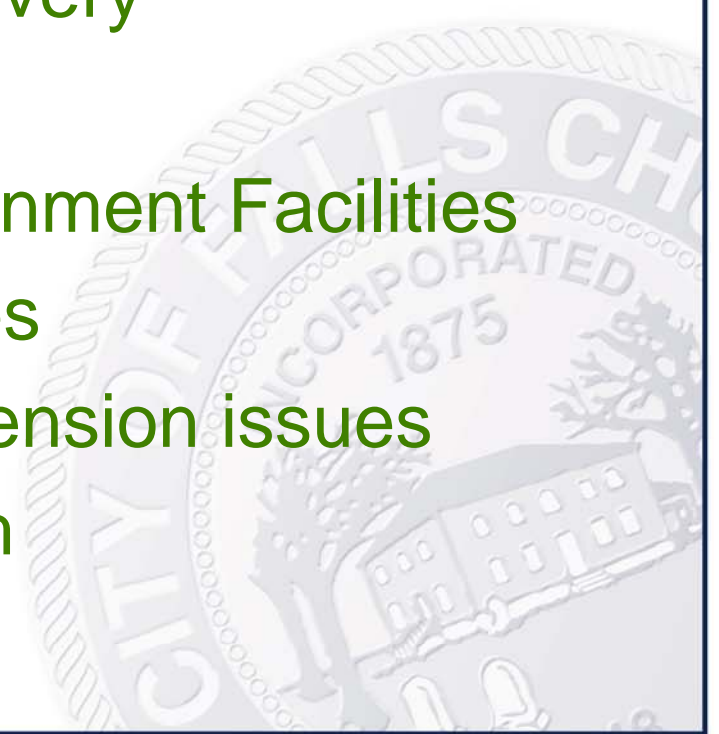 very
nment Facilities
s
ension issues
n
CITY OF FALLS CH
INCORPORATED
1875